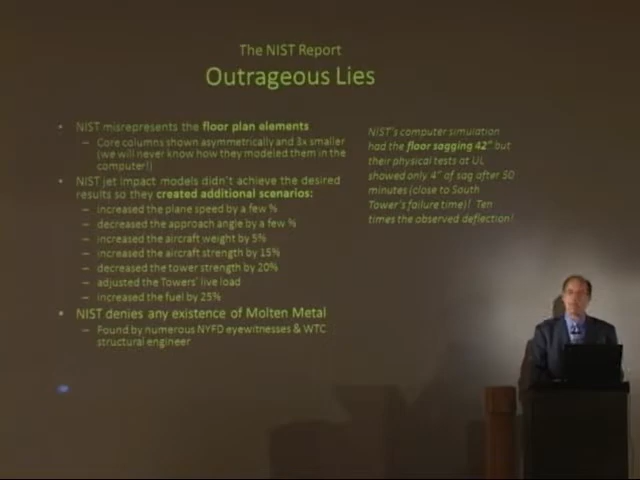 The NIST Report
Outrageous Lies
• NIST misrepresents the floor plan elements
– Core columns shown asymmetrically and 3x smaller
(we will never know how they modeled them in the
computer!)
• NIST jet impact models didn't achieve the desired
results so they created additional scenarios:
– increased the plane speed by a few %
– decreased the approach angle by a few %
– increased the aircraft weight by 5%
– increased the aircraft strength by 15%
– decreased the tower strength by 20%
– adjusted the Towers' live load
– increased the fuel by 25%
• NIST denies any existence of Molten Metal
– Found by numerous NYFD eyewitnesses & WTC
structural engineer
NIST's computer simulation
had the floor sagging 42" but
their physical tests at UL
showed only 4" of sag after 50
minutes (close to South
Tower's failure time)! Ten
times the observed deflection!